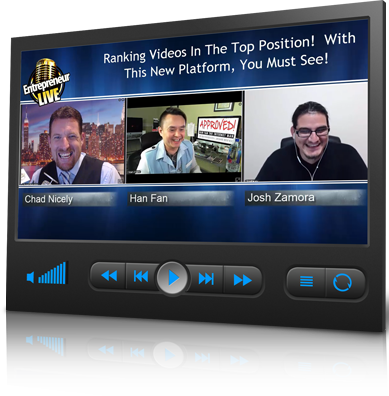 Ranking Videos In The Top Position! With
This New Platform, You Must See!
Entrepreneur
LIVE
APPROVED!
Chad Nicely
Han Fan
Josh Zamora